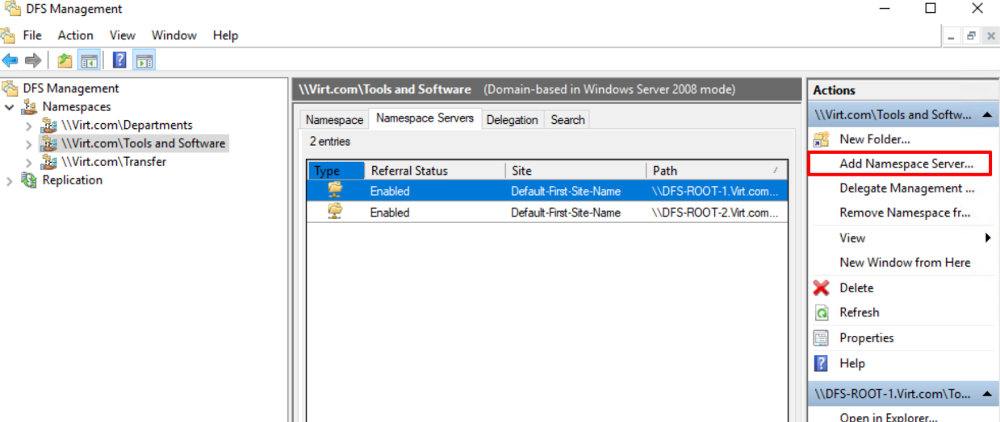 DFS Management
File Action View Window Help
DFS Management
Namespaces
\\Virt.com\Departments
\\Virt.com\Tools and Software
\\Virt.com\Transfer
Replication
\\Virt.com\Tools and Software (Domain-based in Windows Server 2008 mode)
Namespace Namespace Servers Delegation Search
2 entries
Type Referral Status Site Path
Enabled Default-First-Site-Name \\DFS-ROOT-1.Virt.com...
Enabled Default-First-Site-Name \\DFS-ROOT-2.Virt.com...
Actions
\\Virt.com\Tools and Softw...
New Folder...
Add Namespace Server...
Delegate Management ...
Remove Namespace fr...
View
New Window from Here
Delete
Refresh
Properties
Help
\\DFS-ROOT-1.Virt.com\To...
Open in Explorer...